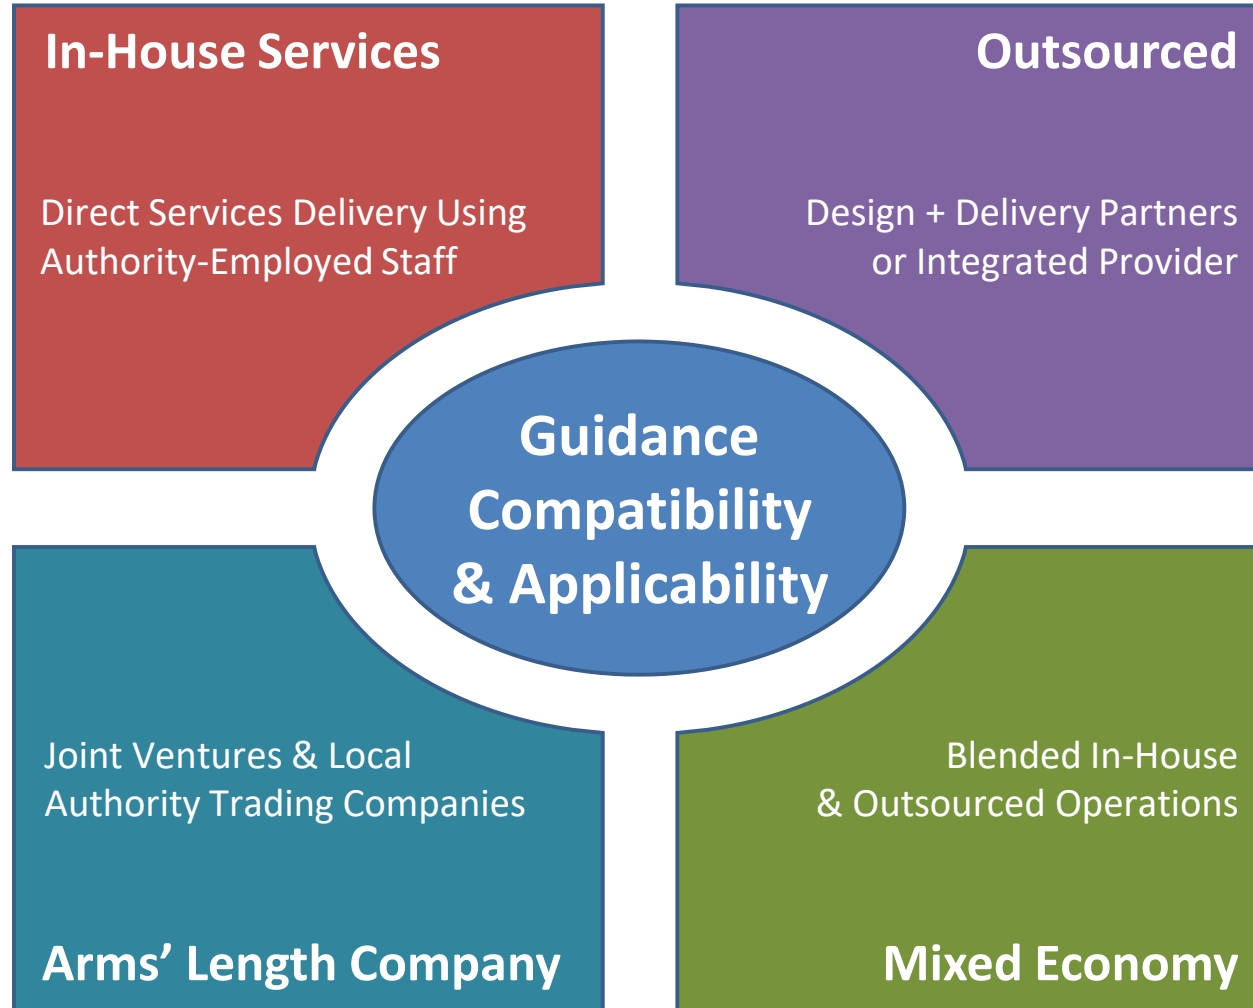 In-House Services
Direct Services Delivery Using
Authority-Employed Staff
Outsourced
Design + Delivery Partners
or Integrated Provider
Guidance
Compatibility
& Applicability
Joint Ventures & Local
Authority Trading Companies
Arms’ Length Company
Blended In-House
& Outsourced Operations
Mixed Economy